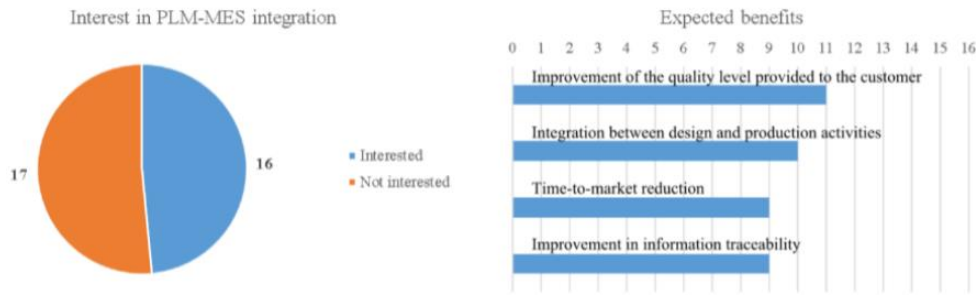 Interest in PLM-MES integration
17
16
Interested
Not interested
Expected benefits
0 1 2 3 4 5 6 7 8 9 10 11 12 13 14 15 16
Improvement of the quality level provided to the customer
Integration between design and production activities
Time-to-market reduction
Improvement in information traceability